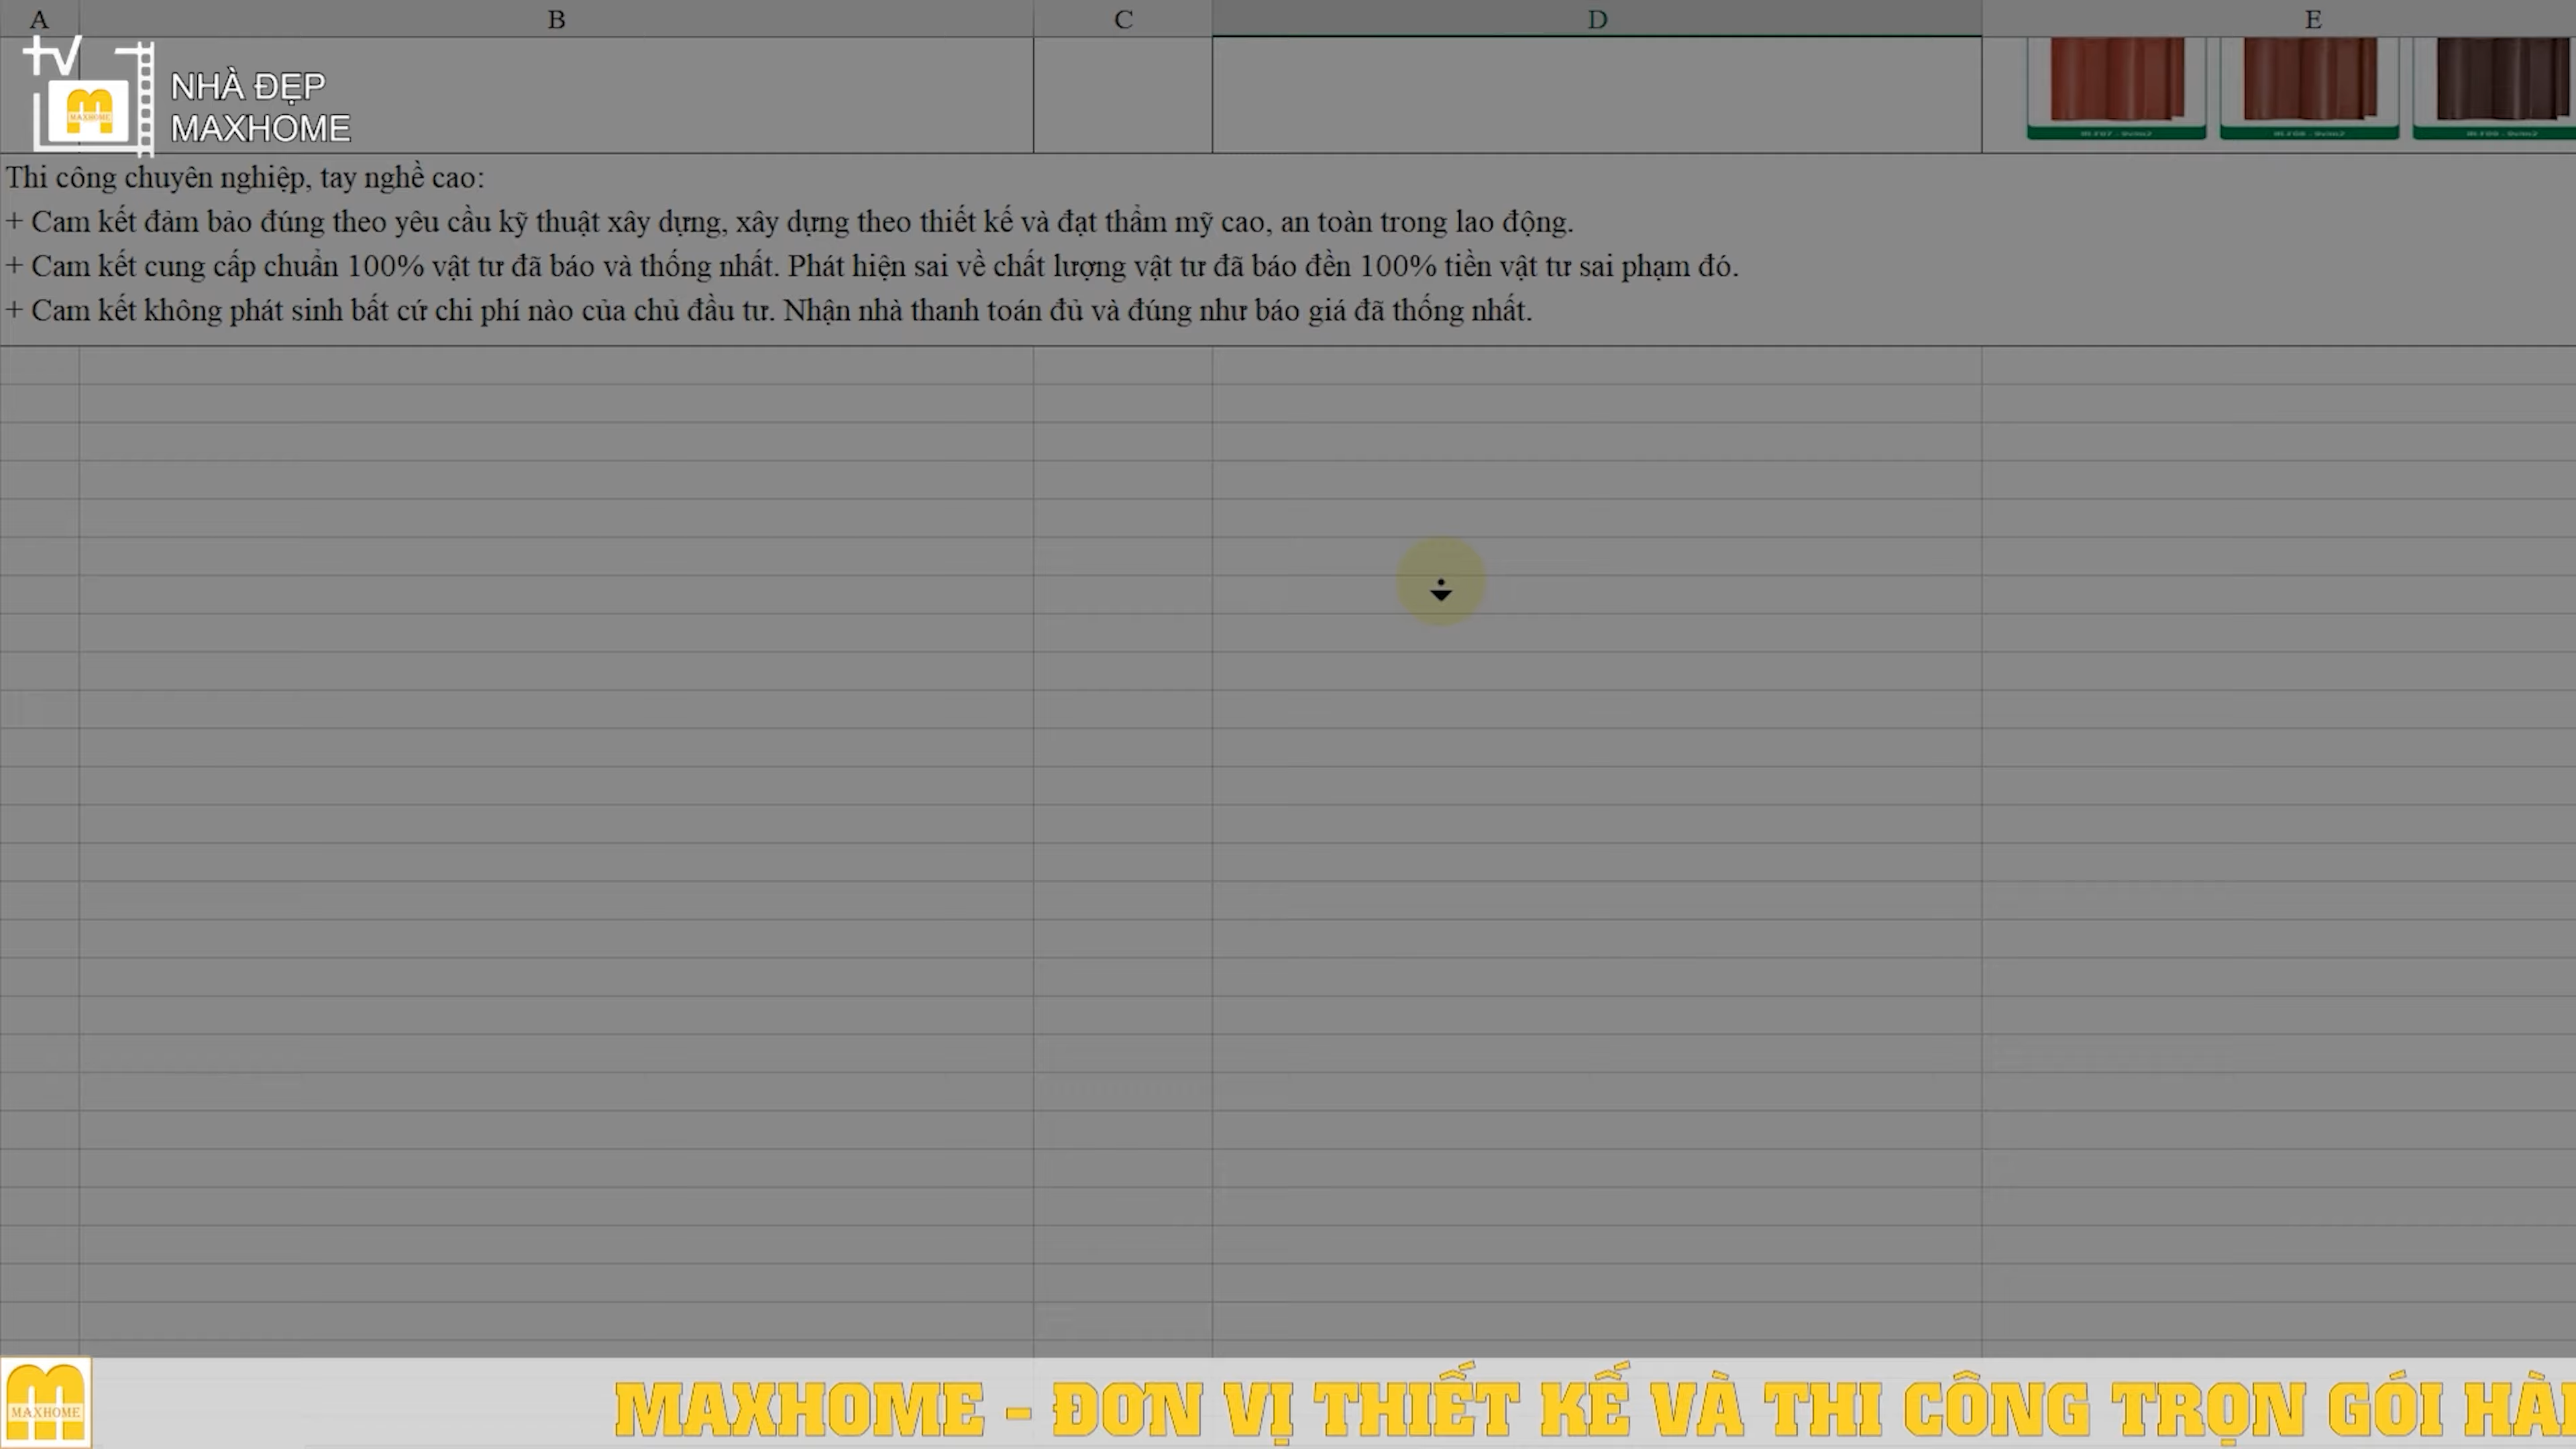 A B C D E
tv
MAXHOME
NHÀ ĐẸP
MAXHOME
Thi công chuyên nghiệp, tay nghề cao:
+ Cam kết đảm bảo đúng theo yêu cầu kỹ thuật xây dựng, xây dựng theo thiết kế và đạt thẩm mỹ cao, an toàn trong lao động.
+ Cam kết cung cấp chuẩn 100% vật tư đã báo và thống nhất. Phát hiện sai về chất lượng vật tư đã báo đền 100% tiền vật tư sai phạm đó.
+ Cam kết không phát sinh bất cứ chi phí nào của chủ đầu tư. Nhận nhà thanh toán đủ và đúng như báo giá đã thống nhất.
MAXHOME
MAXHOME - ĐƠN VỊ THIẾT KẾ VÀ THI CÔNG TRỌN GÓI HÀ